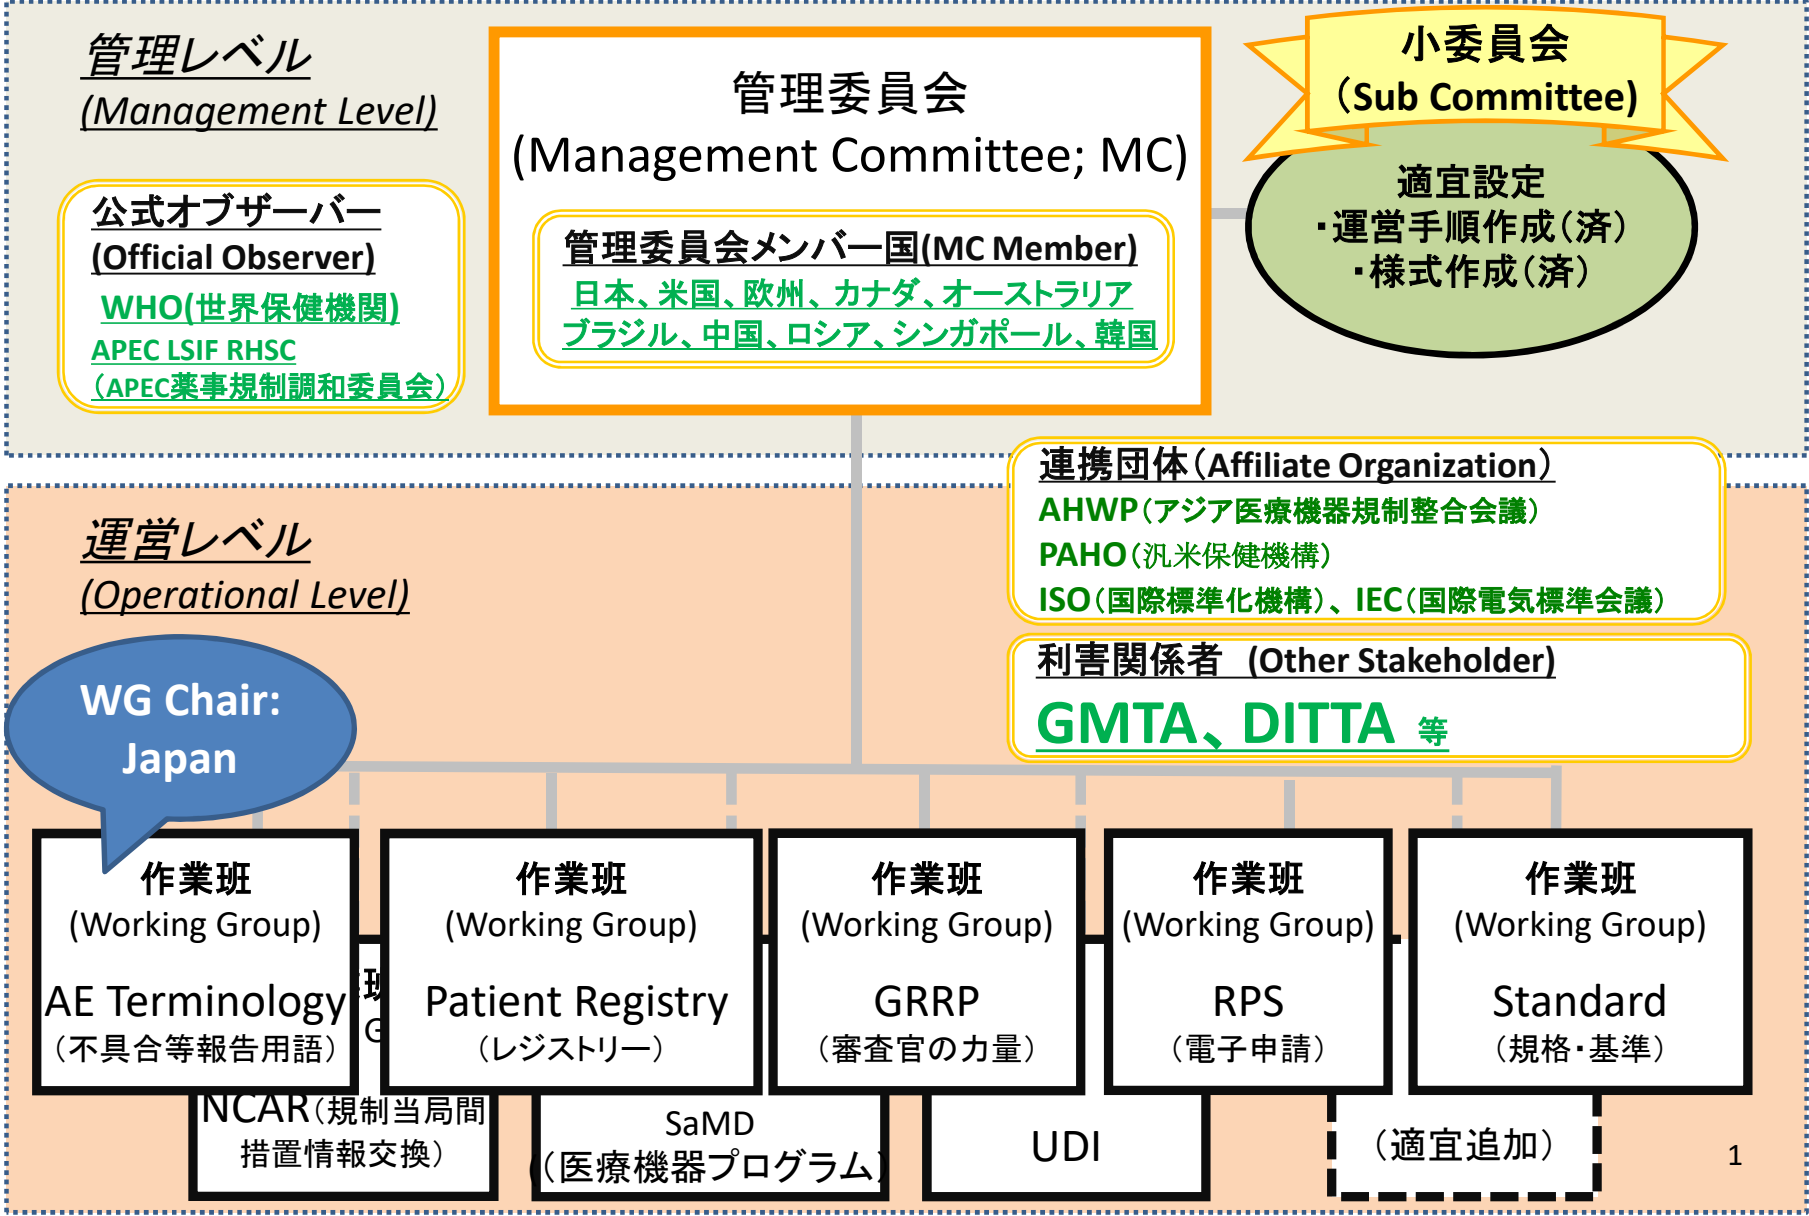 管理レベル
(Management Level)
管理委員会
(Management Committee; MC)
小委員会
（Sub Committee)
適宜設定
・運営手順作成（済）
・様式作成（済）
公式オブザーバー
(Official Observer)
WHO(世界保健機関)
APEC LSIF RHSC
（APEC薬事規制調和委員会）
管理委員会メンバー国(MC Member)
日本、米国、欧州、カナダ、オーストラリア
ブラジル、中国、ロシア、シンガポール、韓国
連携団体（Affiliate Organization）
AHWP（アジア医療機器規制整合会議）
PAHO（汎米保健機構）
ISO（国際標準化機構）、IEC（国際電気標準会議）
利害関係者 (Other Stakeholder)
GMTA、DITTA 等
運営レベル
(Operational Level)
WG Chair:
Japan
作業班
(Working Group)
AE Terminology
（不具合等報告用語）
作業班
(Working Group)
Patient Registry
（レジストリー）
作業班
(Working Group)
GRRP
（審査官の力量）
作業班
(Working Group)
RPS
（電子申請）
作業班
(Working Group)
Standard
（規格・基準）
班
G
NCAR（規制当局間
措置情報交換）
SaMD
（（医療機器プログラム）
UDI
（適宜追加）
1